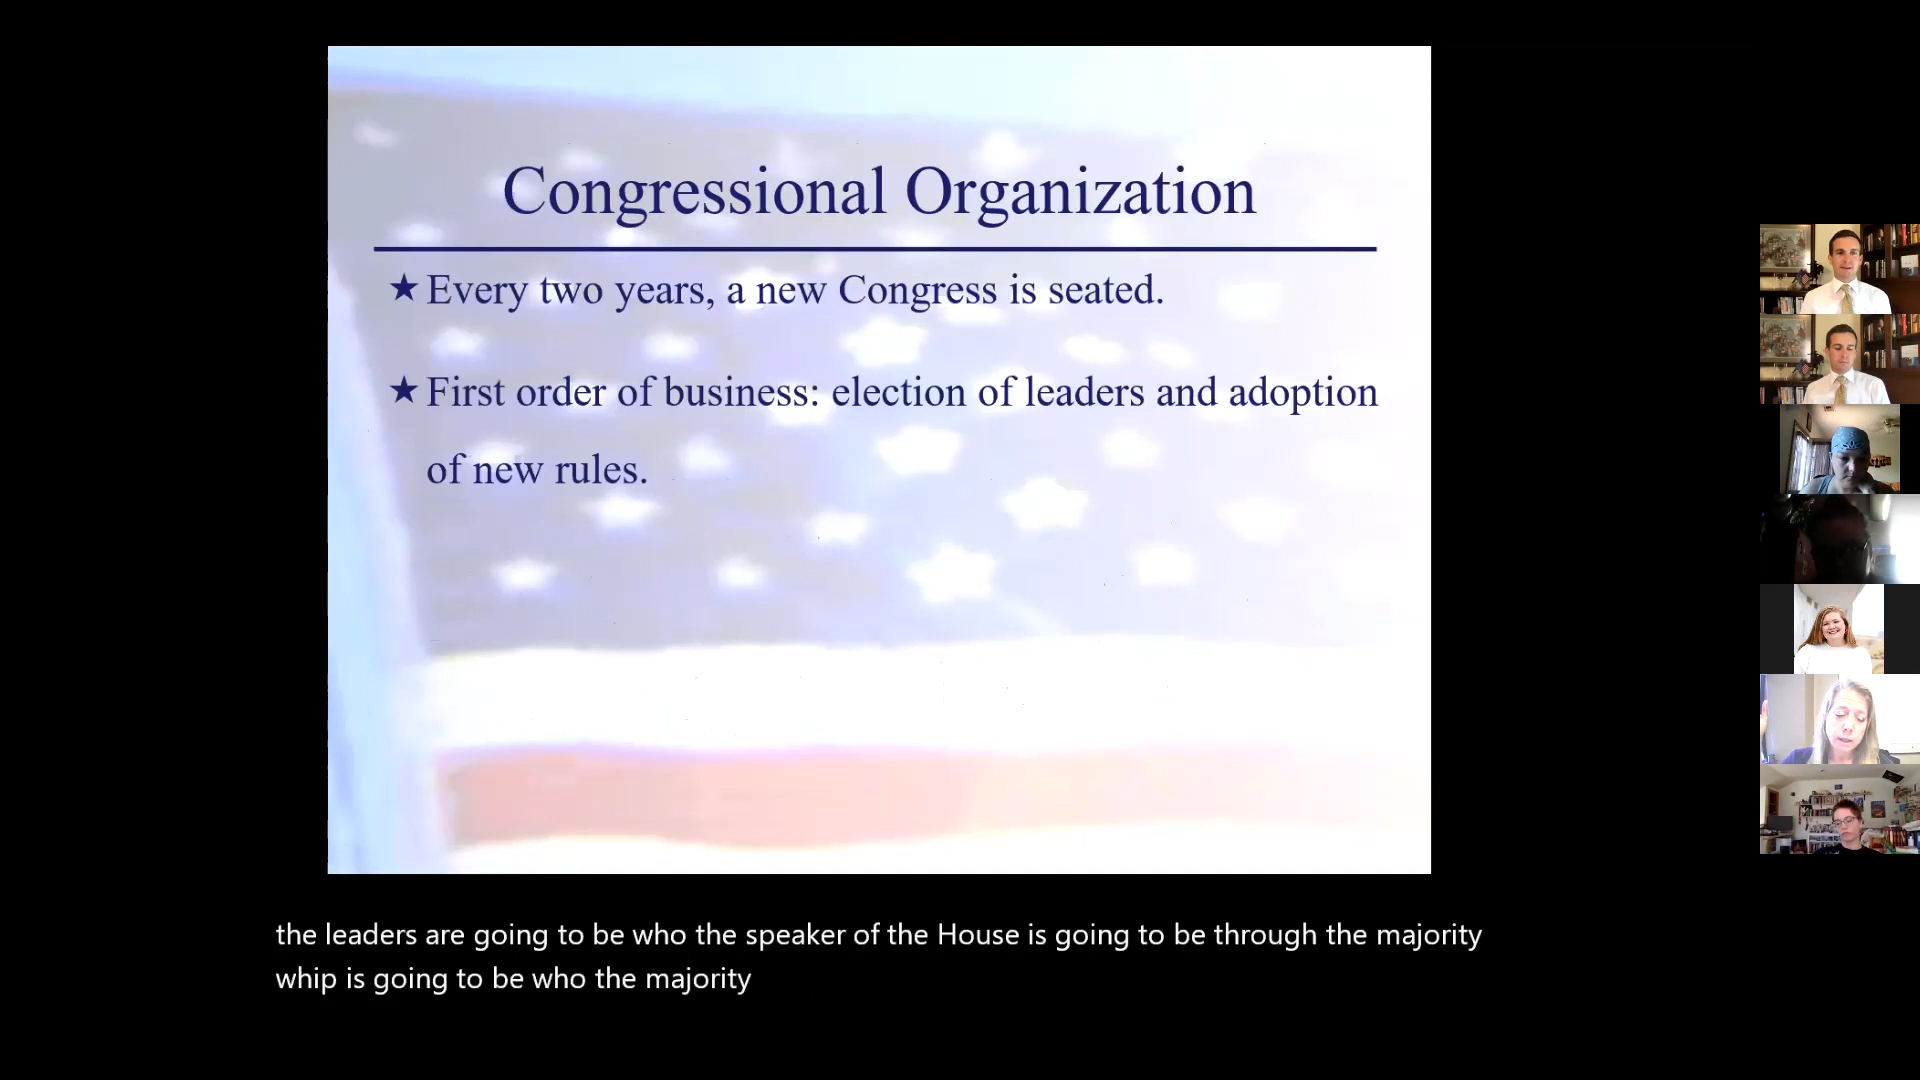 Congressional Organization
★ Every two years, a new Congress is seated.
★ First order of business: election of leaders and adoption
of new rules.
the leaders are going to be who the speaker of the House is going to be through the majority
whip is going to be who the majority